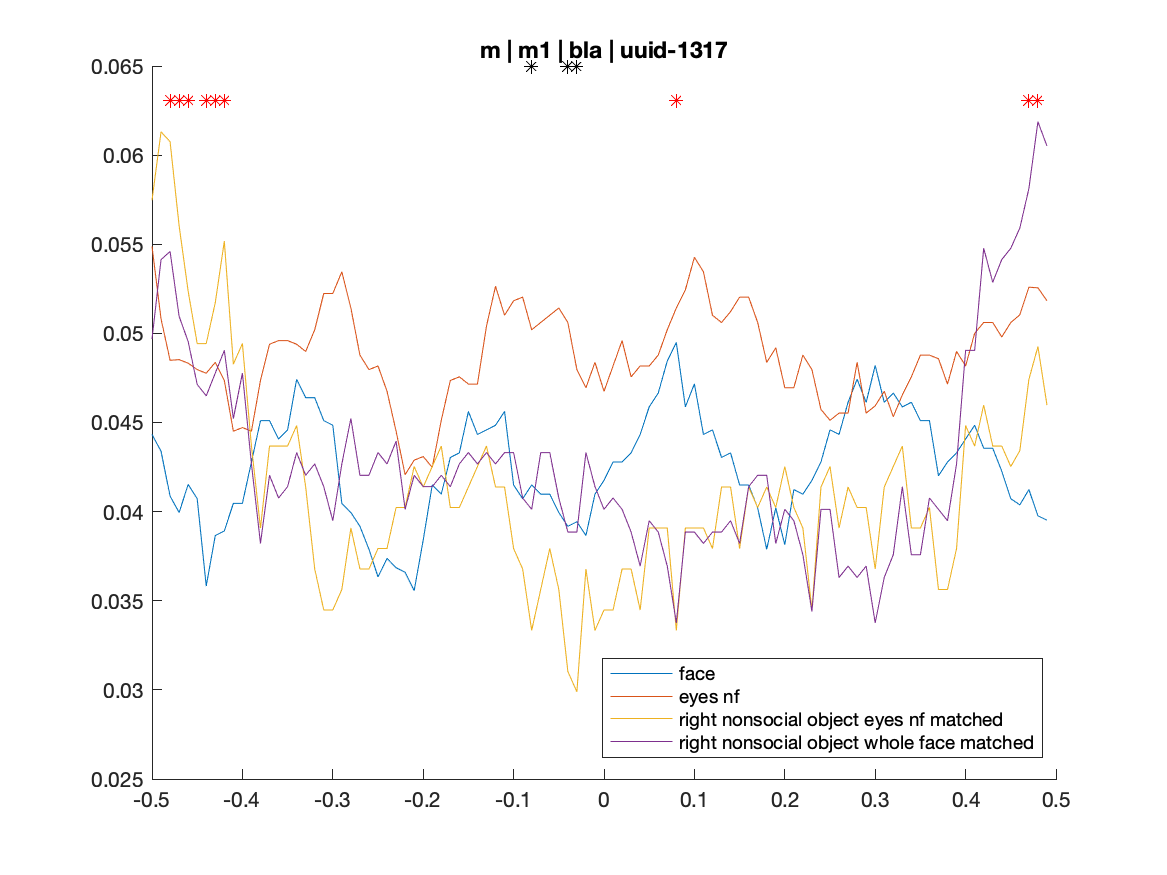 m | m1 | bla | uuid-1317
0.065
0.06
0.055
0.05
0.045
0.04
0.035
0.03
0.025
-0.5 -0.4 -0.3 -0.2 -0.1 0 0.1 0.2 0.3 0.4 0.5
face
eyes nf
right nonsocial object eyes nf matched
right nonsocial object whole face matched